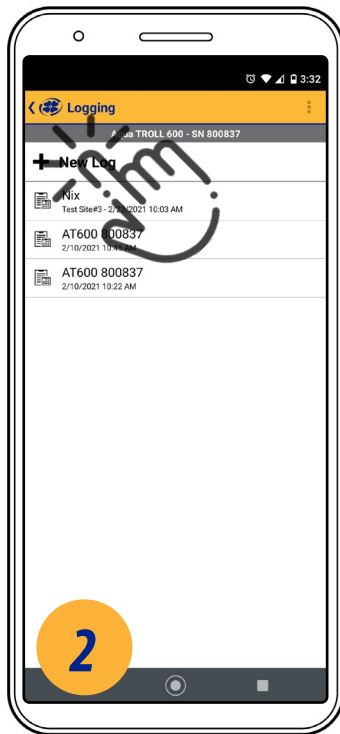 3:32
Logging
Aqua TROLL 600 - SN 800837
New Log
Nix
Test Site#3 - 2/23/2021 10:03 AM
AT600 800837
2/10/2021 10:45 AM
AT600 800837
2/10/2021 10:22 AM
2